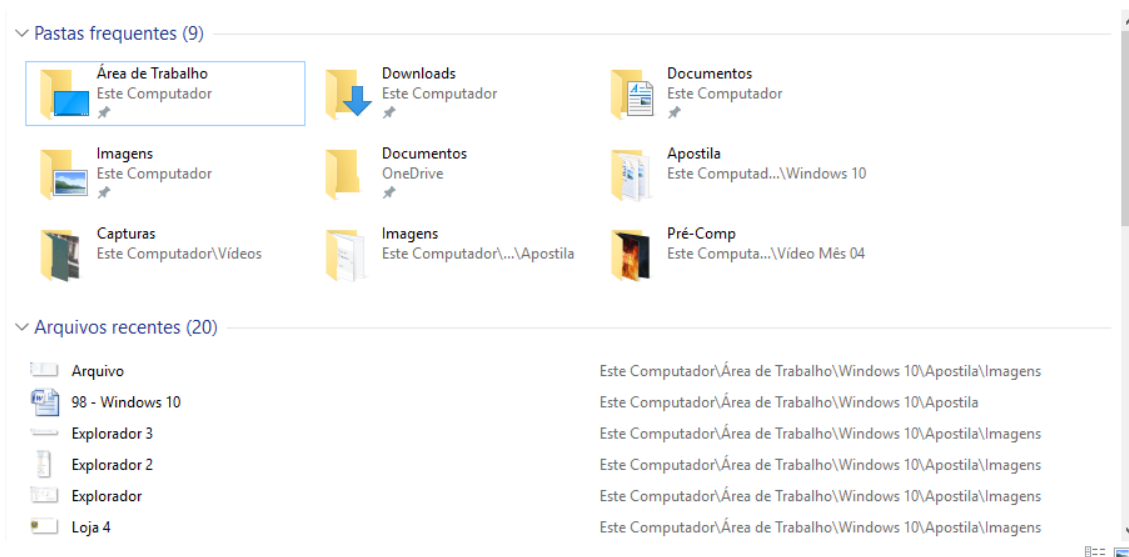 Pastas frequentes (9)
Área de Trabalho
Este Computador
Downloads
Este Computador
Documentos
Este Computador
Imagens
Este Computador
Documentos
OneDrive
Apostila
Este Computad...\Windows 10
Capturas
Este Computador\Vídeos
Imagens
Este Computador\...\Apostila
Pré-Comp
Este Computa...\Vídeo Mês 04
Arquivos recentes (20)
Arquivo Este Computador\Área de Trabalho\Windows 10\Apostila\Imagens
98 - Windows 10 Este Computador\Área de Trabalho\Windows 10\Apostila
Explorador 3 Este Computador\Área de Trabalho\Windows 10\Apostila\Imagens
Explorador 2 Este Computador\Área de Trabalho\Windows 10\Apostila\Imagens
Explorador Este Computador\Área de Trabalho\Windows 10\Apostila\Imagens
Loja 4 Este Computador\Área de Trabalho\Windows 10\Apostila\Imagens